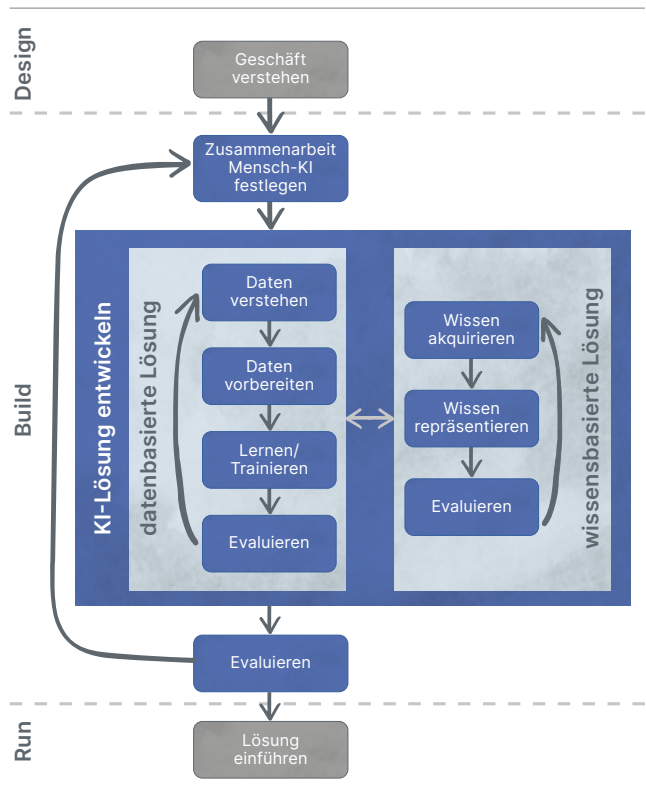 Design
Geschäft
verstehen
Build
Zusammenarbeit
Mensch-KI
festlegen
KI-Lösung entwickeln
datenbasierte Lösung
Daten
verstehen
Daten
vorbereiten
Lernen/
Trainieren
Evaluieren
wissensbasierte Lösung
Wissen
akquirieren
Wissen
repräsentieren
Evaluieren
Evaluieren
Run
Lösung
einführen